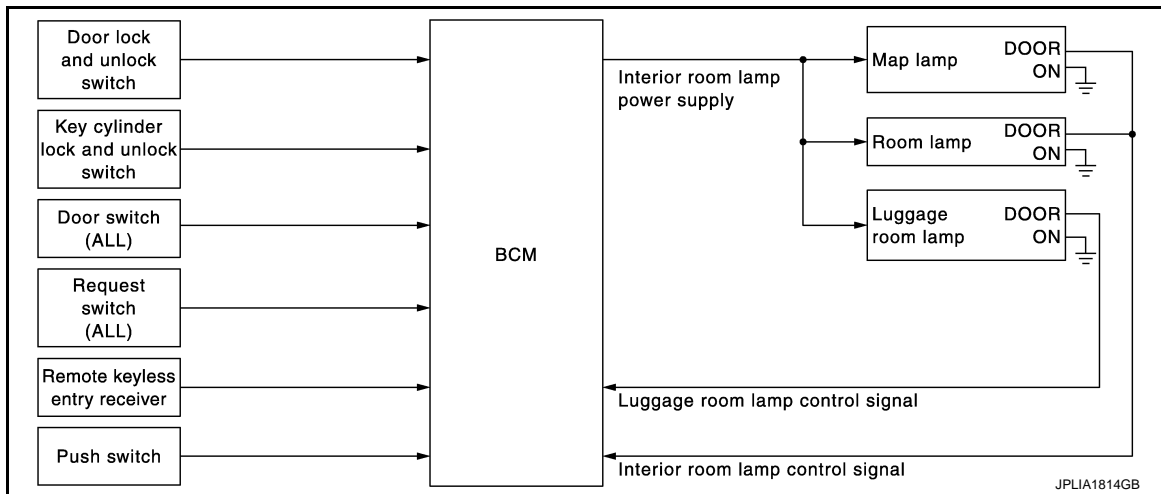 Door lock
and unlock
switch
Key cylinder
lock and unlock
switch
Door switch
(ALL)
Request
switch
(ALL)
Remote keyless
entry receiver
Push switch
BCM
Interior room lamp
power supply
Map lamp
DOOR
ON
Room lamp
DOOR
ON
Luggage
room lamp
DOOR
ON
Luggage room lamp control signal
Interior room lamp control signal
JPLIA1814GB